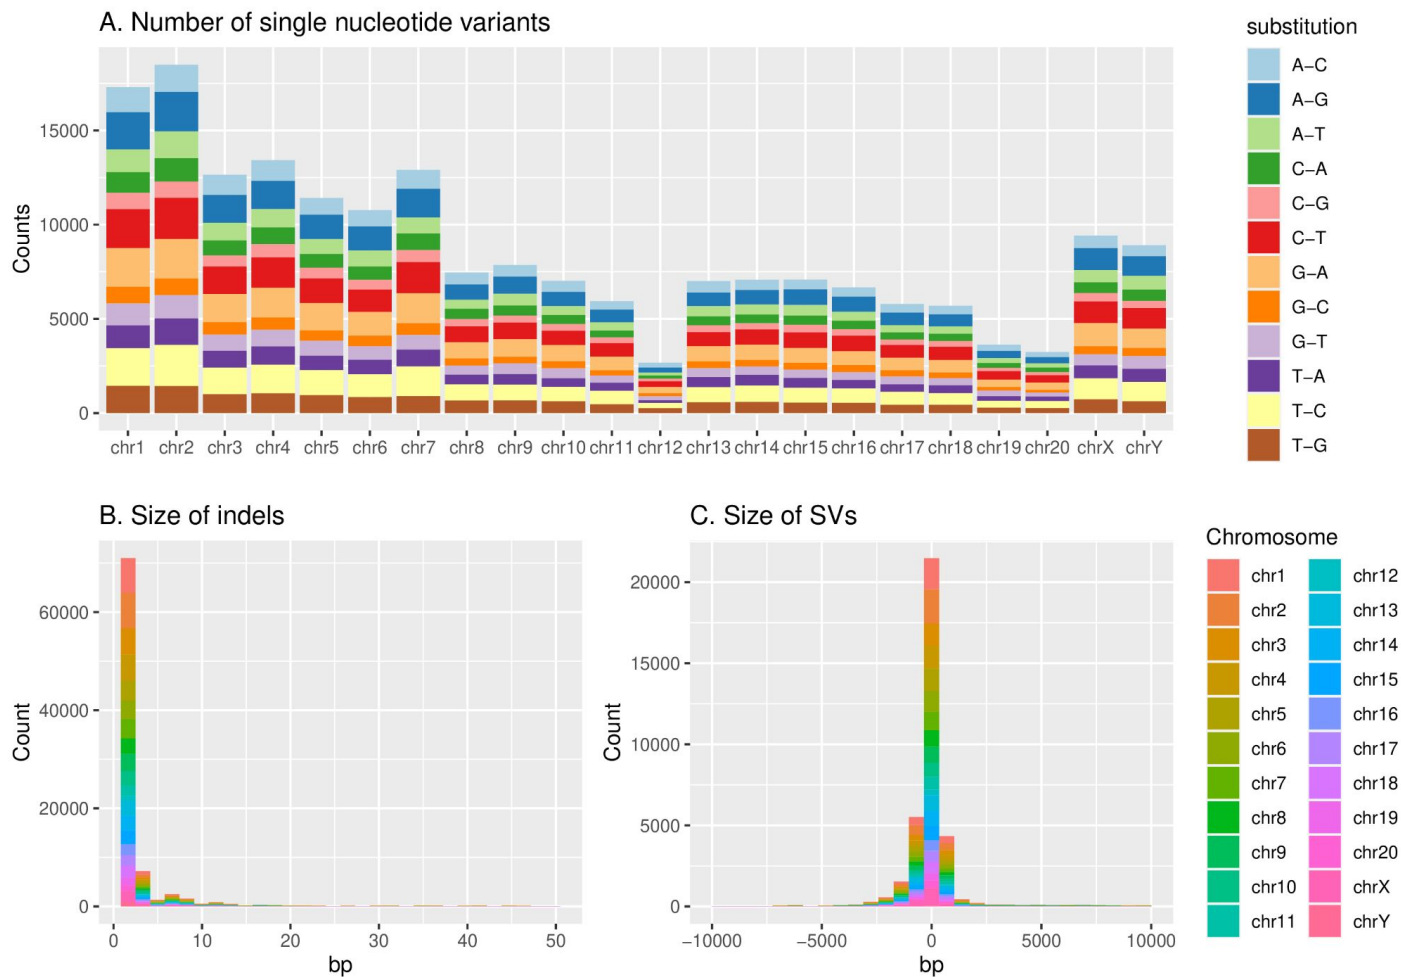 A. Number of single nucleotide variants
substitution
A−C
A−G
A−T
C−A
C−G
C−T
G−A
G−C
G−T
T−A
T−C
T−G
Counts
15000
10000
5000
0
chr1 chr2 chr3 chr4 chr5 chr6 chr7 chr8 chr9 chr10 chr11 chr12 chr13 chr14 chr15 chr16 chr17 chr18 chr19 chr20 chrX chrY
B. Size of indels
Count
60000
40000
20000
0
0 10 20 30 40 50
bp
C. Size of SVs
Count
20000
15000
10000
5000
0
−10000 −5000 0 5000 10000
bp
Chromosome
chr1 chr12
chr2 chr13
chr3 chr14
chr4 chr15
chr5 chr16
chr6 chr17
chr7 chr18
chr8 chr19
chr9 chr20
chr10 chrX
chr11 chrY